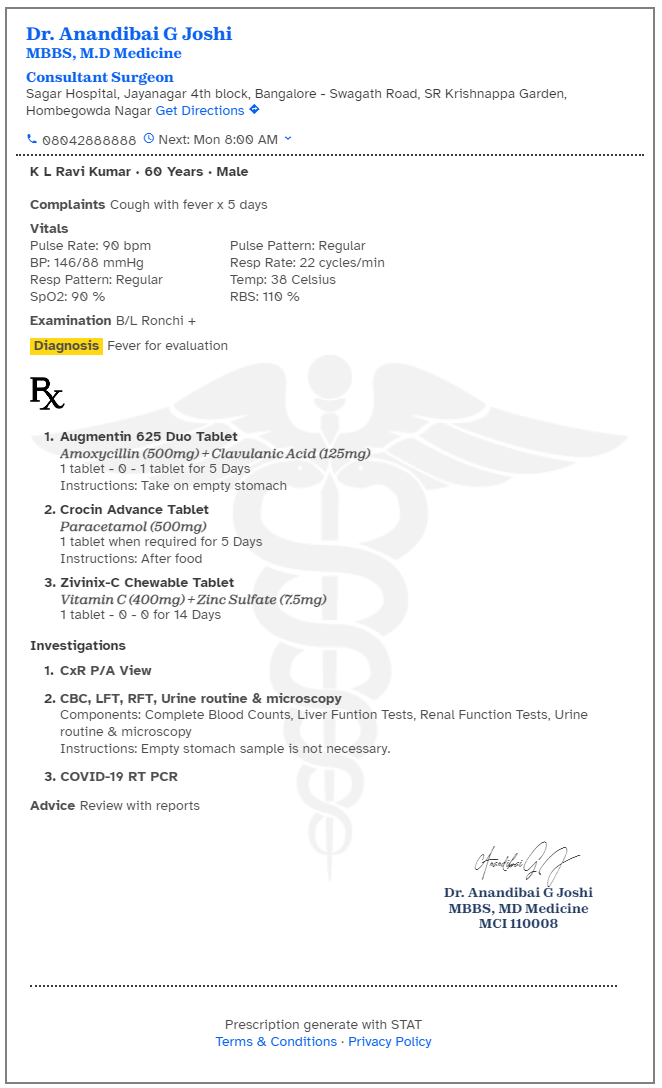 Dr. Anandibai G Joshi
MBBS, M.D Medicine
Consultant Surgeon
Sagar Hospital, Jayanagar 4th block, Bangalore - Swagath Road, SR Krishnappa Garden,
Hombegowda Nagar Get Directions
08042888888 Next: Mon 8:00 AM
K L Ravi Kumar · 60 Years · Male
Complaints Cough with fever x 5 days
Vitals
Pulse Rate: 90 bpm Pulse Pattern: Regular
BP: 146/88 mmHg Resp Rate: 22 cycles/min
Resp Pattern: Regular Temp: 38 Celsius
SpO2: 90 % RBS: 110 %
Examination B/L Ronchi +
Diagnosis Fever for evaluation
Rx
1. Augmentin 625 Duo Tablet
Amoxycillin (500mg) + Clavulanic Acid (125mg)
1 tablet - 0 - 1 tablet for 5 Days
Instructions: Take on empty stomach
2. Crocin Advance Tablet
Paracetamol (500mg)
1 tablet when required for 5 Days
Instructions: After food
3. Zivinix-C Chewable Tablet
Vitamin C (400mg) + Zinc Sulfate (7.5mg)
1 tablet - 0 - 0 for 14 Days
Investigations
1. CxR P/A View
2. CBC, LFT, RFT, Urine routine & microscopy
Components: Complete Blood Counts, Liver Funtion Tests, Renal Function Tests, Urine
routine & microscopy
Instructions: Empty stomach sample is not necessary.
3. COVID-19 RT PCR
Advice Review with reports
Anandibai G J
Dr. Anandibai G Joshi
MBBS, MD Medicine
MCI 110008
Prescription generate with STAT
Terms & Conditions · Privacy Policy